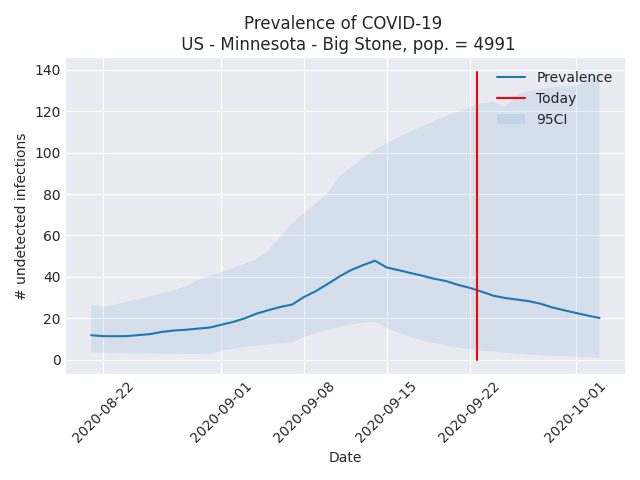 Prevalence of COVID-19
US - Minnesota - Big Stone, pop. = 4991
# undetected infections
140
120
100
80
60
40
20
0
Prevalence
Today
95CI
2020-08-22
2020-09-01
2020-09-08
2020-09-15
2020-09-22
2020-10-01
Date